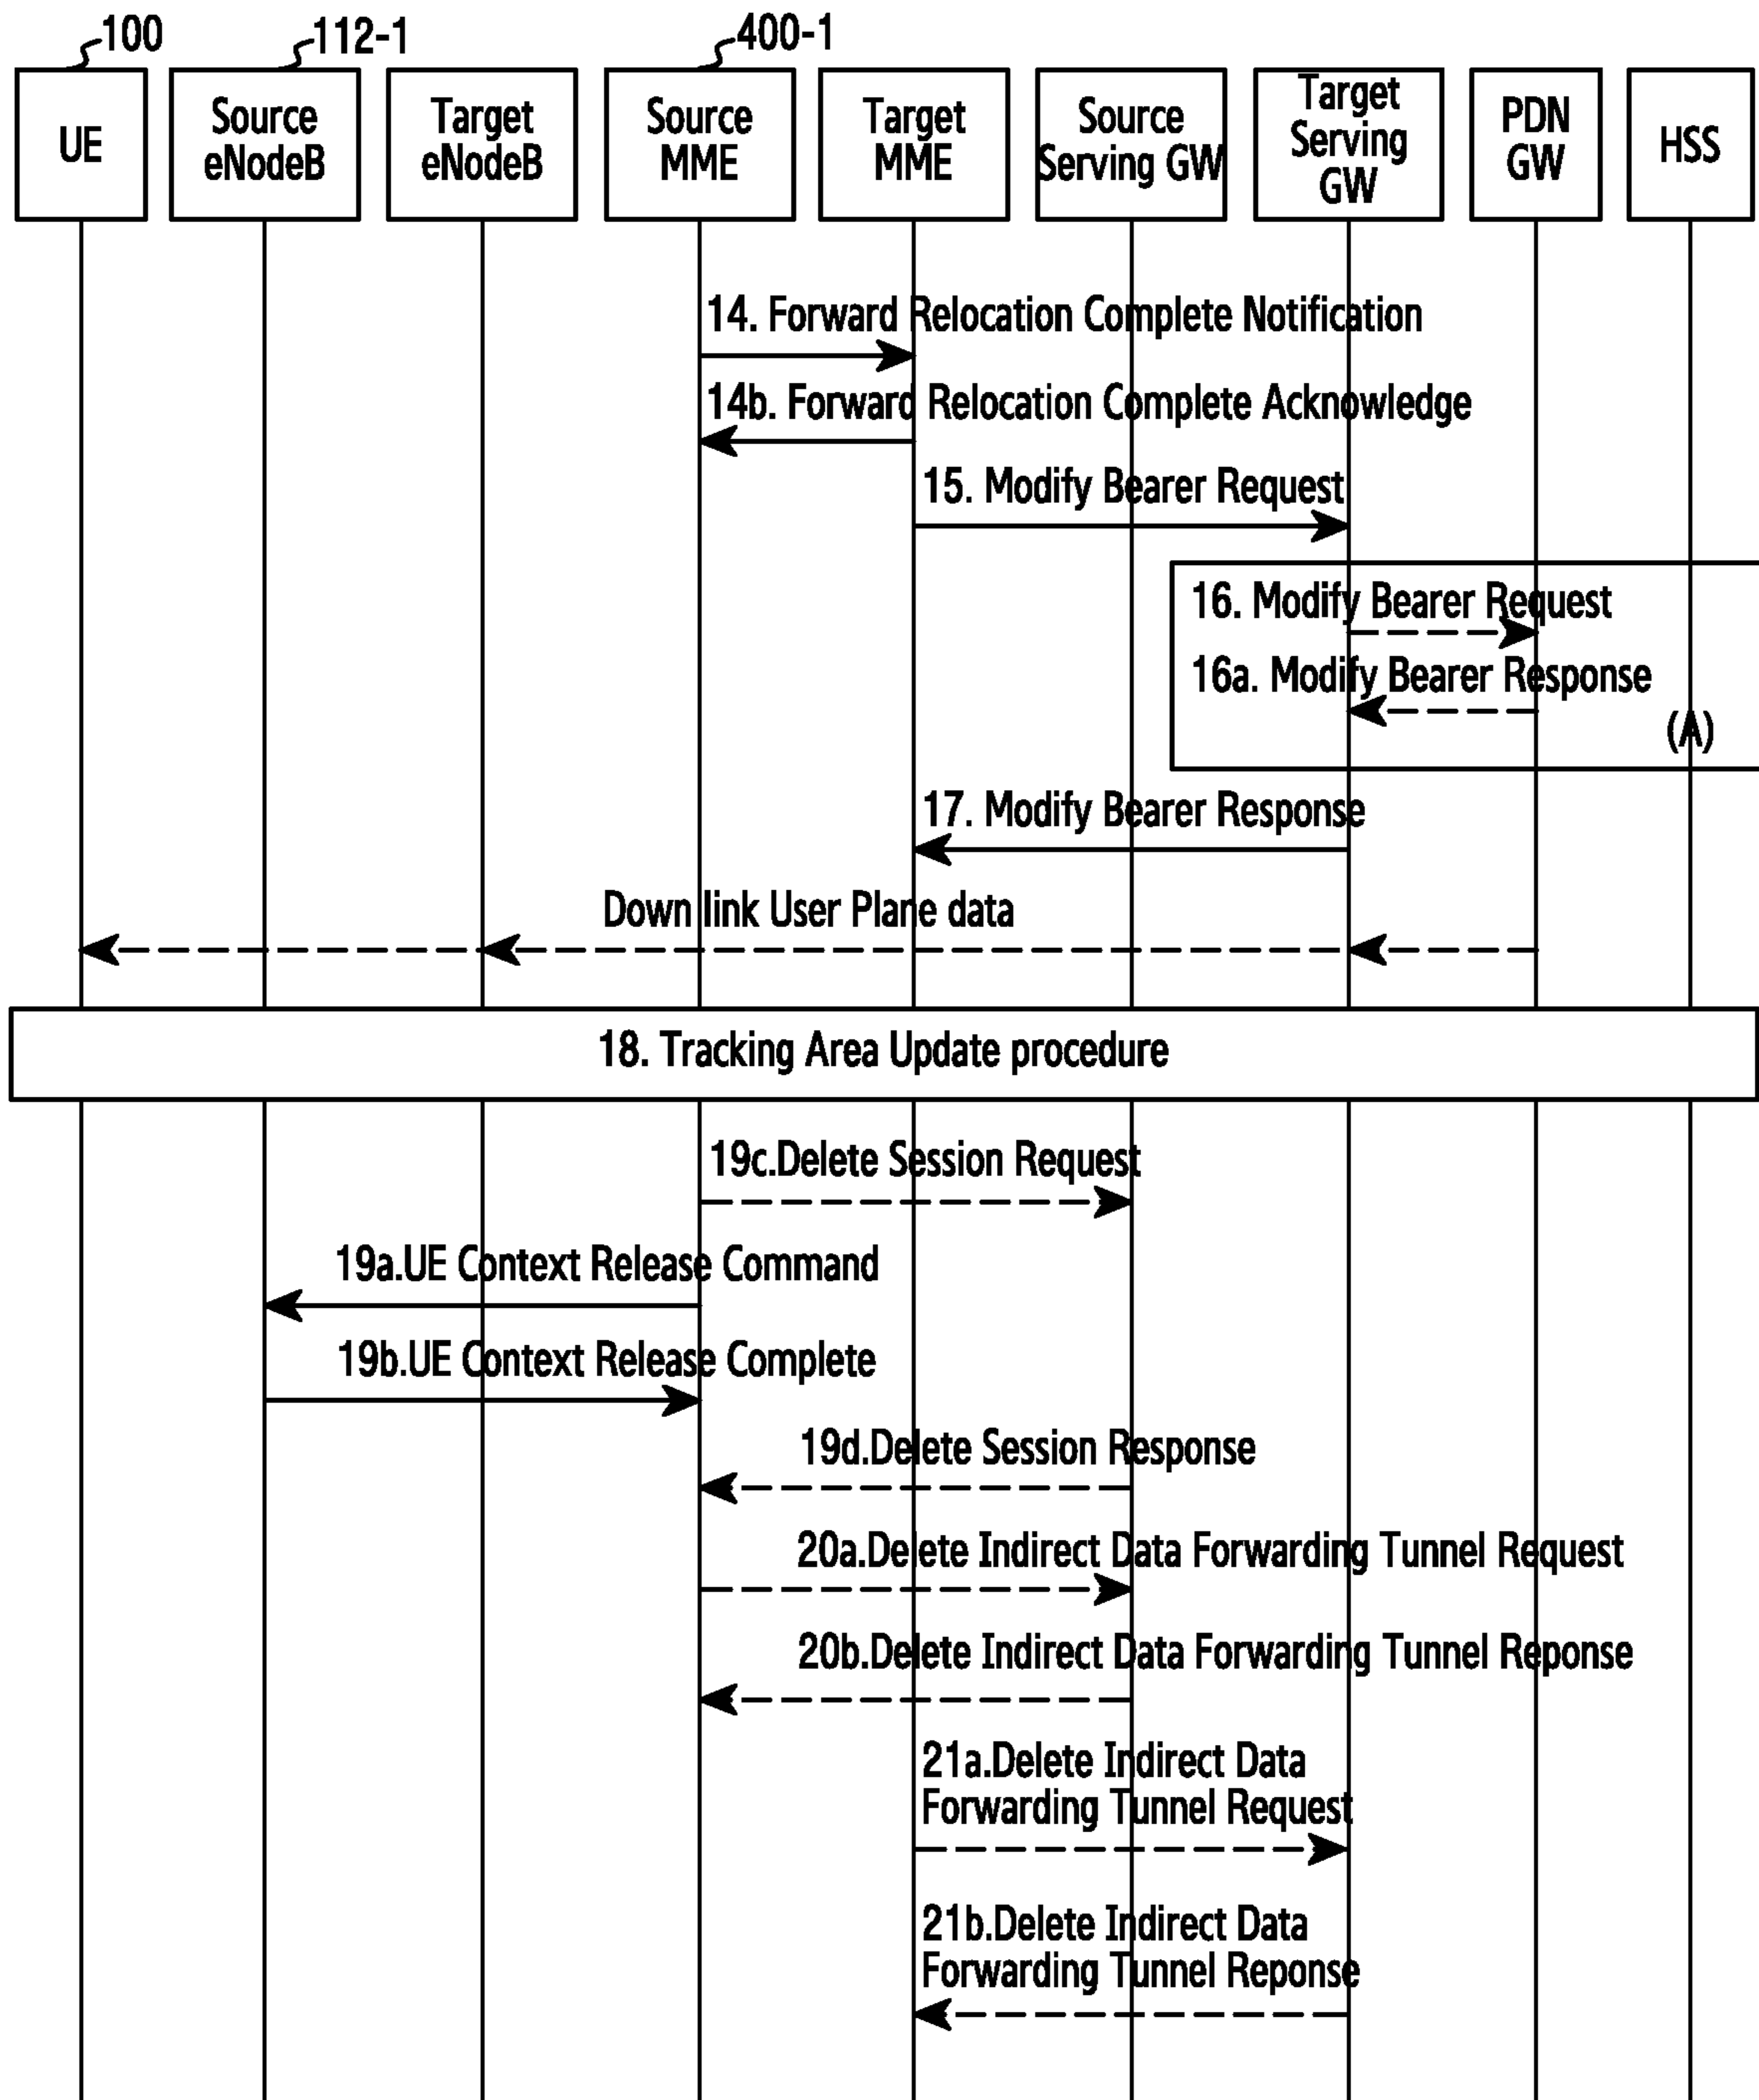 100
112-1
400-1
UE
Source
eNodeB
Target
eNodeB
Source
MME
Target
MME
Source
Serving GW
Target
Serving
GW
PDN
GW
HSS
14. Forward Relocation Complete Notification
14b. Forward Relocation Complete Acknowledge
15. Modify Bearer Request
16. Modify Bearer Request
16a. Modify Bearer Response
(A)
17. Modify Bearer Response
Down link User Plane data
18. Tracking Area Update procedure
19c.Delete Session Request
19a.UE Context Release Command
19b.UE Context Release Complete
19d.Delete Session Response
20a.Delete Indirect Data Forwarding Tunnel Request
20b.Delete Indirect Data Forwarding Tunnel Reponse
21a.Delete Indirect Data
Forwarding Tunnel Request
21b.Delete Indirect Data
Forwarding Tunnel Reponse